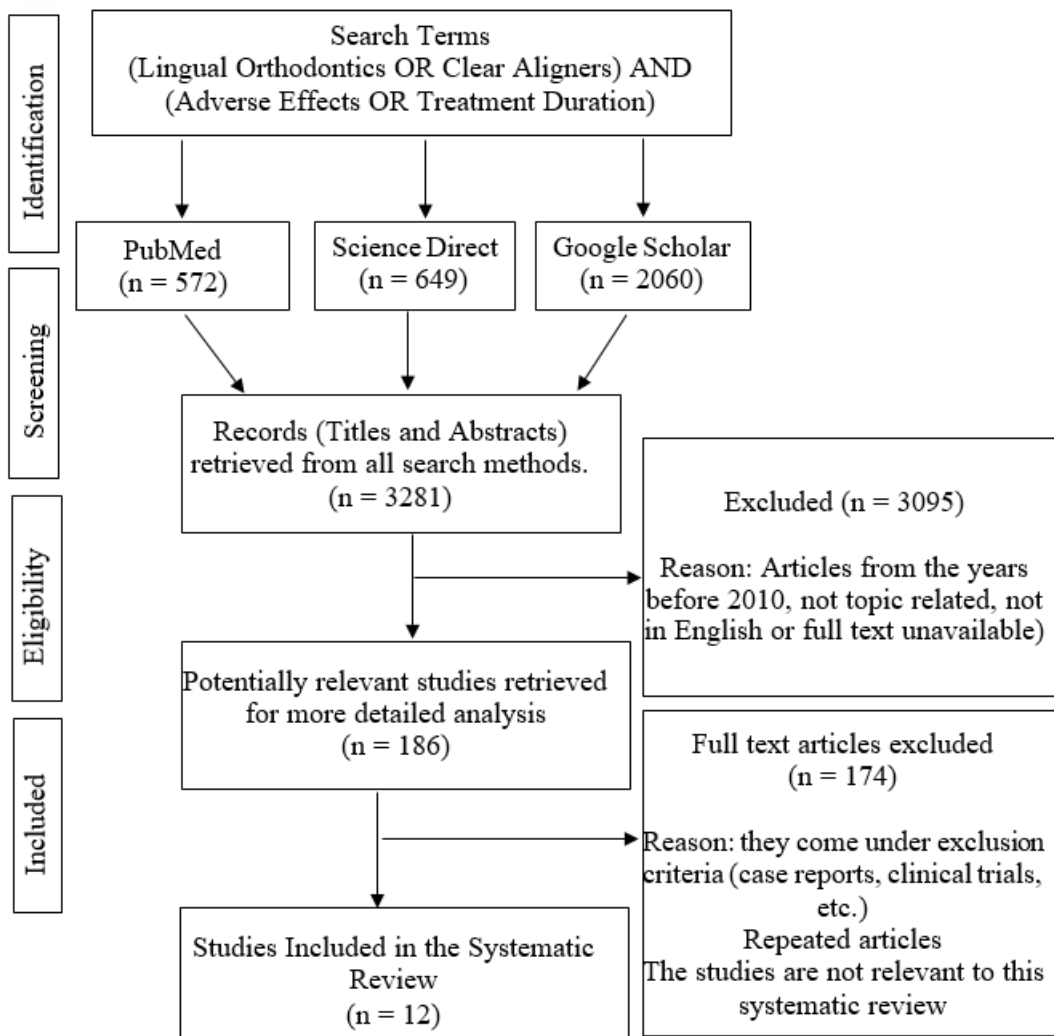 Identification
Search Terms
(Lingual Orthodontics OR Clear Aligners) AND
(Adverse Effects OR Treatment Duration)
PubMed
(n = 572)
Science Direct
(n = 649)
Google Scholar
(n = 2060)
Screening
Records (Titles and Abstracts)
retrieved from all search methods.
(n = 3281)
Excluded (n = 3095)
Reason: Articles from the years
before 2010, not topic related, not
in English or full text unavailable)
Eligibility
Potentially relevant studies retrieved
for more detailed analysis
(n = 186)
Full text articles excluded
(n = 174)
Reason: they come under exclusion
criteria (case reports, clinical trials,
etc.)
Repeated articles
The studies are not relevant to this
systematic review
Included
Studies Included in the Systematic
Review
(n = 12)